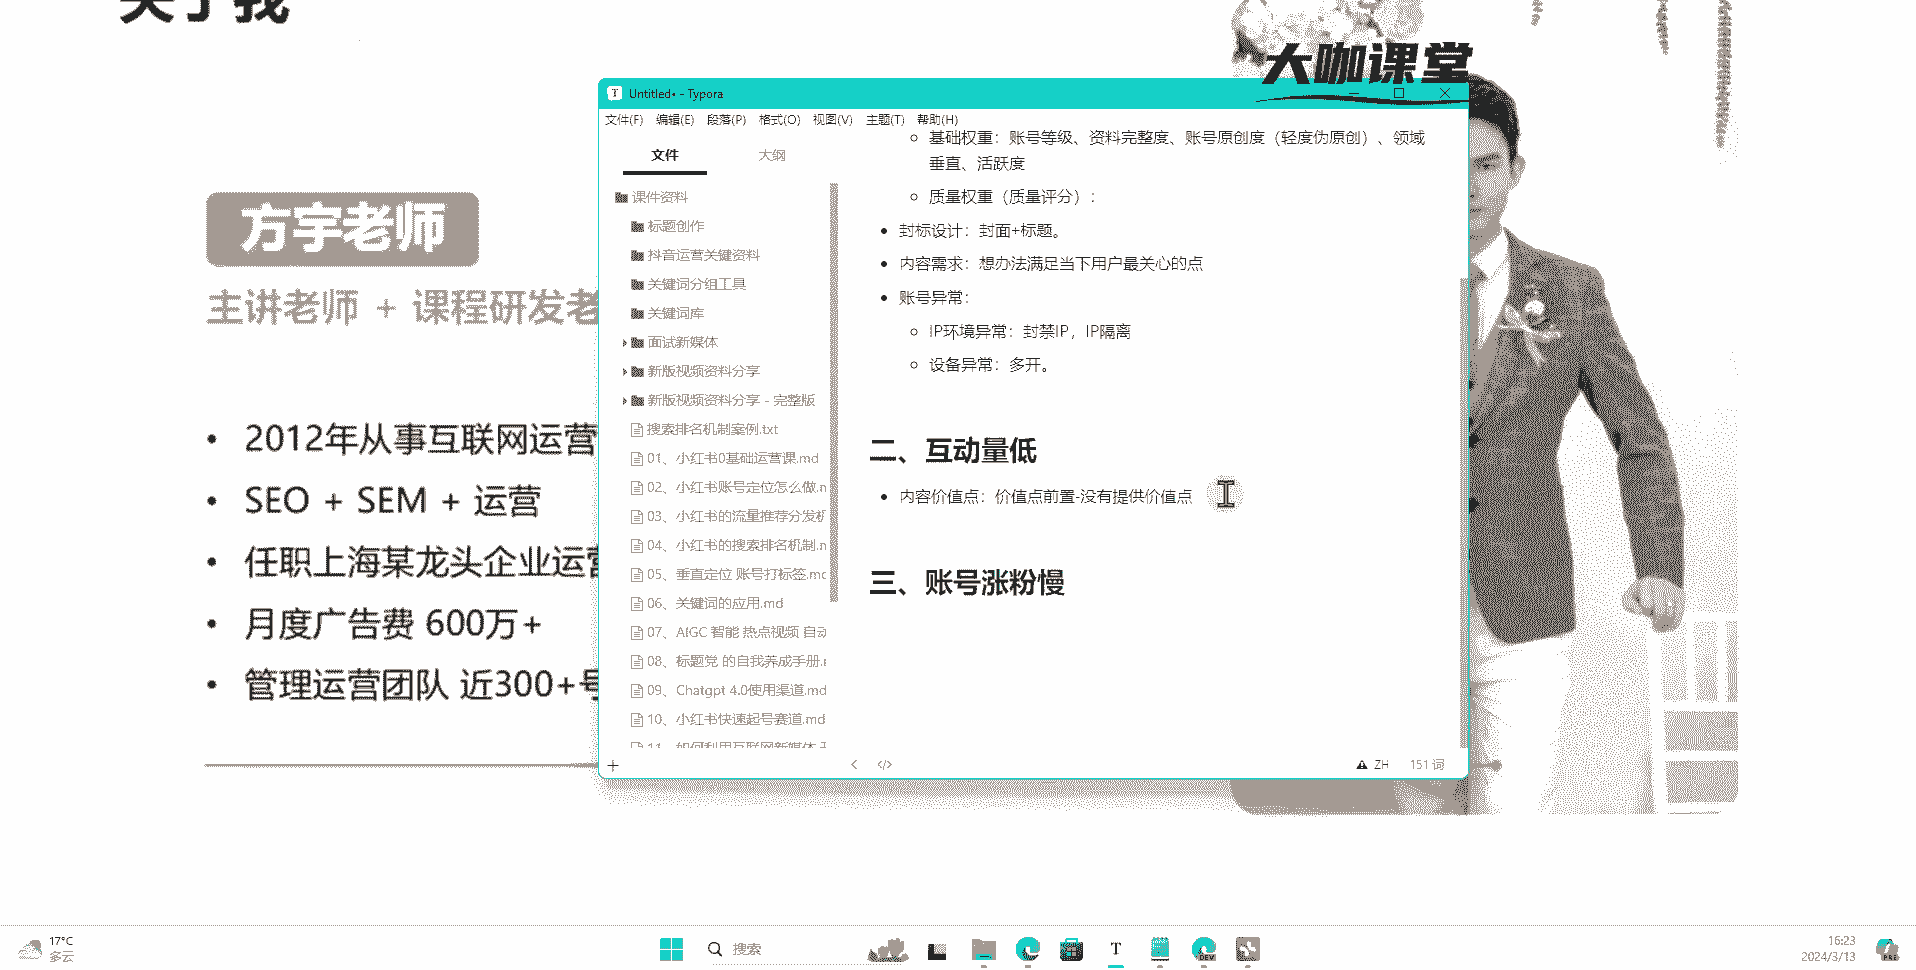 关于我
大咖课堂
方宇老师
主讲老师 + 课程研发老
2012年从事互联网运营
SEO + SEM + 运营
任职上海某龙头企业运营
月度广告费 600万+
管理运营团队 近300+号
Untitled• - Typora
文件(F) 编辑(E) 段落(P) 格式(O) 视图(V) 主题(T) 帮助(H)
文件 大纲
课件资料
标题创作
抖音运营关键资料
关键词分组工具
关键词库
面试新媒体
新版视频资料分享
新版视频资料分享 - 完整版
搜索排名机制案例.txt
01、小红书0基础运营课.md
02、小红书账号定位怎么做.m
03、小红书的流量推荐分发机
04、小红书的搜索排名机制.m
05、垂直定位 账号打标签.md
06、关键词的应用.md
07、AIGC 智能 热点视频 自动
08、标题党 的自我养成手册.m
09、Chatgpt 4.0使用渠道.md
10、小红书快速起号赛道.md
11、如何利用互联网新媒体
基础权重：账号等级、资料完整度、账号原创度（轻度伪原创）、领域
垂直、活跃度
质量权重（质量评分）：
封标设计：封面+标题。
内容需求：想办法满足当下用户最关心的点
账号异常：
IP环境异常：封禁IP，IP隔离
设备异常：多开。
二、互动量低
内容价值点：价值点前置-没有提供价值点
三、账号涨粉慢
ZH 151 词
17°C
多云
搜索
DEV
16:23
2024/3/13
PRE